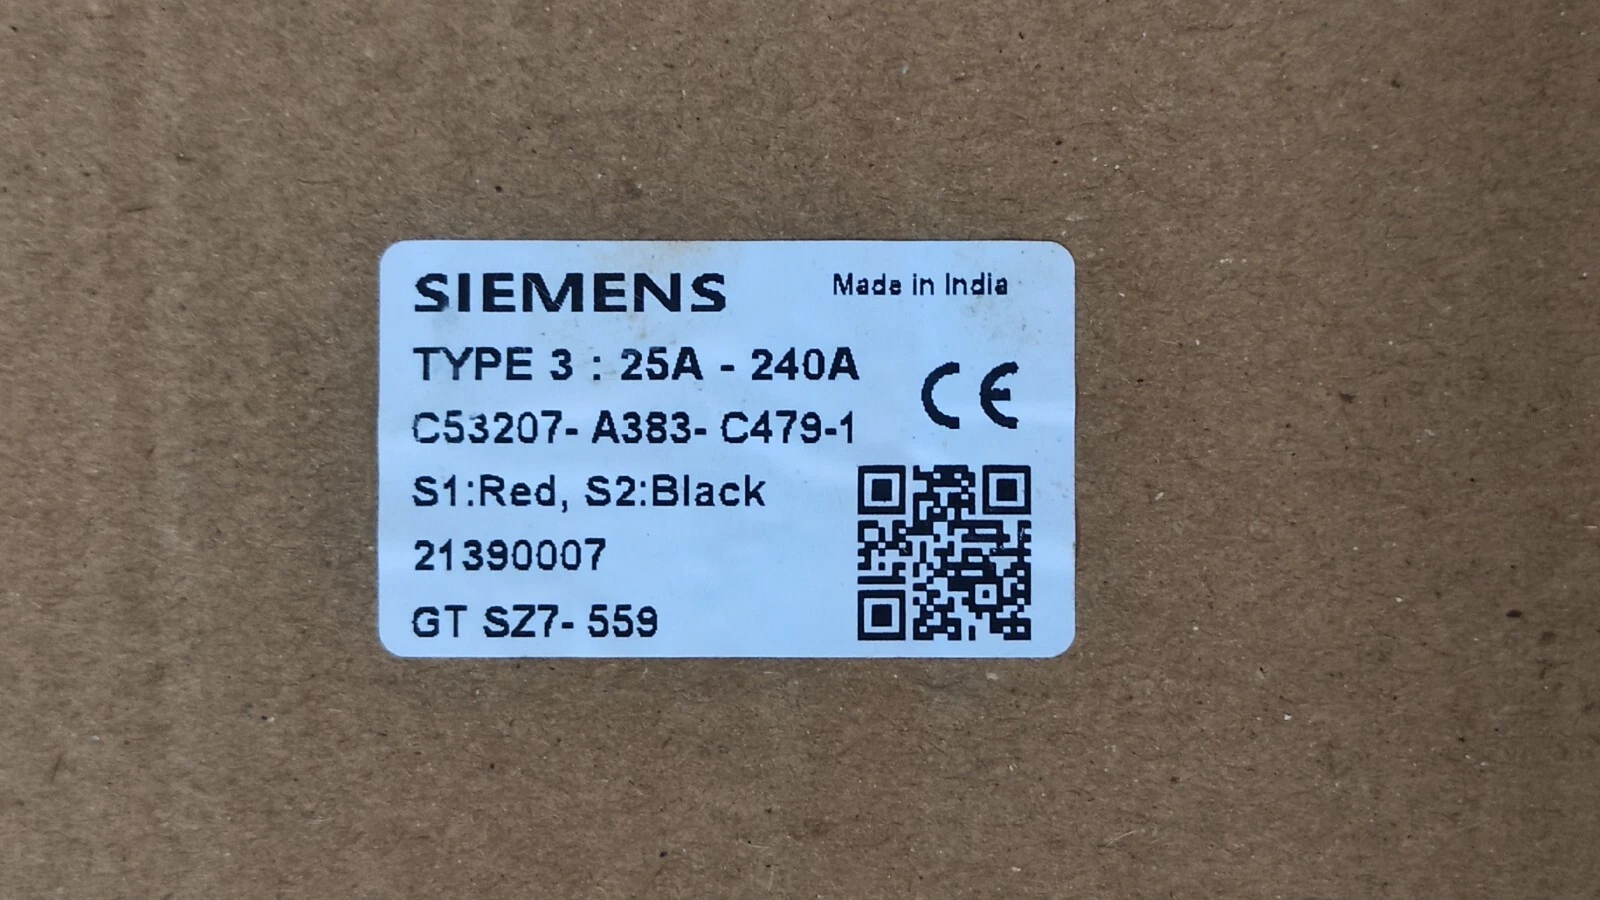 SIEMENS
Made in India
TYPE 3 : 25A - 240A
CE
C53207- A383- C479-1
S1:Red, S2:Black
21390007
GT SZ7- 559